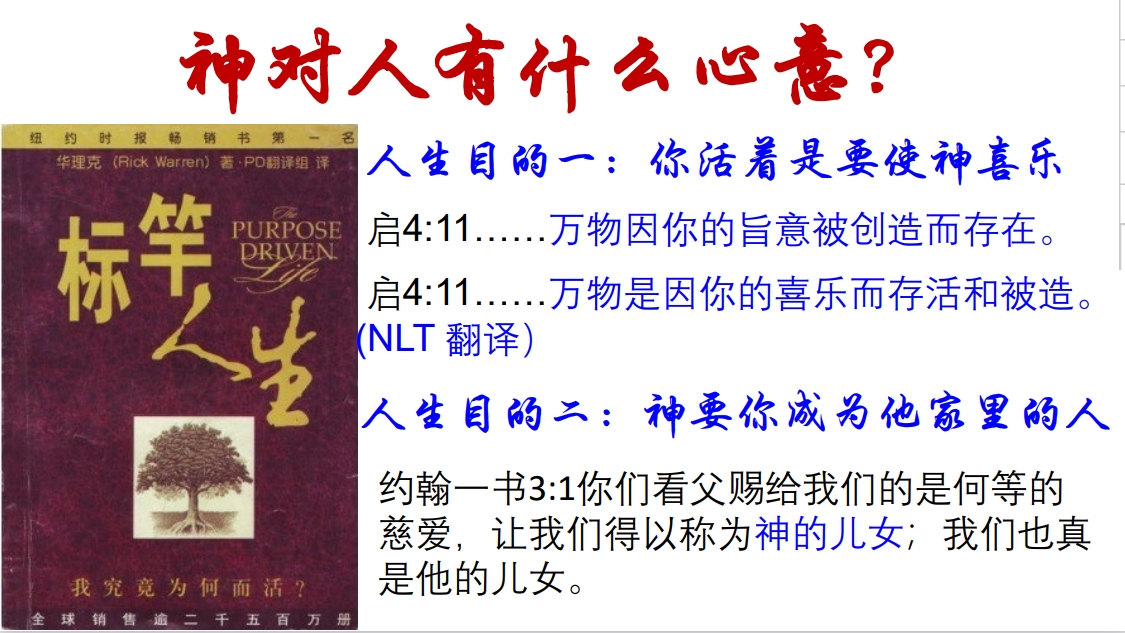 神对人有什么心意？
纽约时报畅销书第一名
华理克（Rick Warren）著·PD翻译组 译
标竿
The
PURPOSE
DRIVEN
Life
人生
我究竟为何而活？
全球销售逾二千五百万册
人生目的一：你活着是要使神喜乐
启4:11……万物因你的旨意被创造而存在。
启4:11……万物是因你的喜乐而存活和被造。
(NLT 翻译）
人生目的二：神要你成为他家里的人
约翰一书3:1你们看父赐给我们的是何等的
慈爱，让我们得以称为神的儿女；我们也真
是他的儿女。